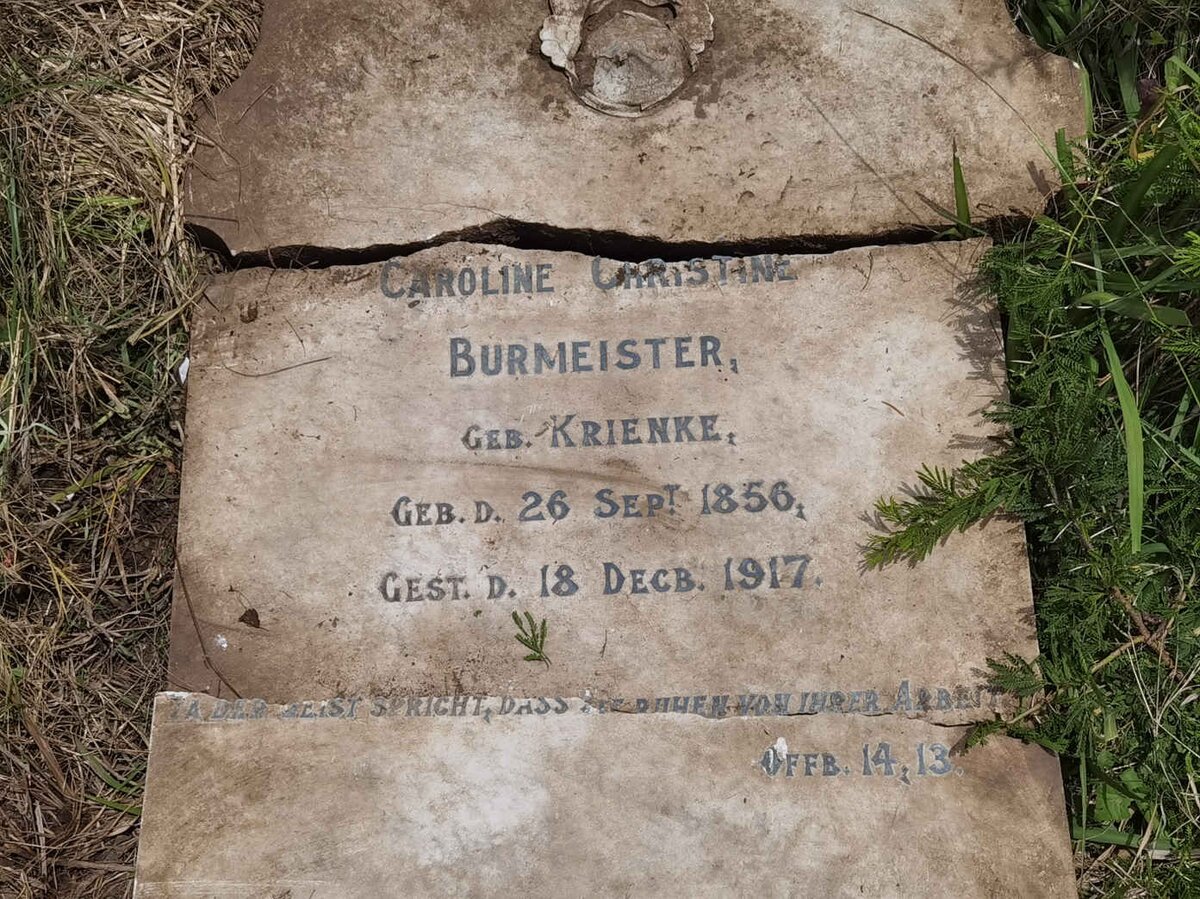 CAROLINE CHRISTINE
BURMEISTER,
GEB. KRIENKE,
GEB. D. 26 SEPT 1856,
GEST. D. 18 DECB. 1917.
JA DER GEIST SPRICHT, DASS SIE RUHEN VON IHRER ARBEIT
OFFB. 14, 13.